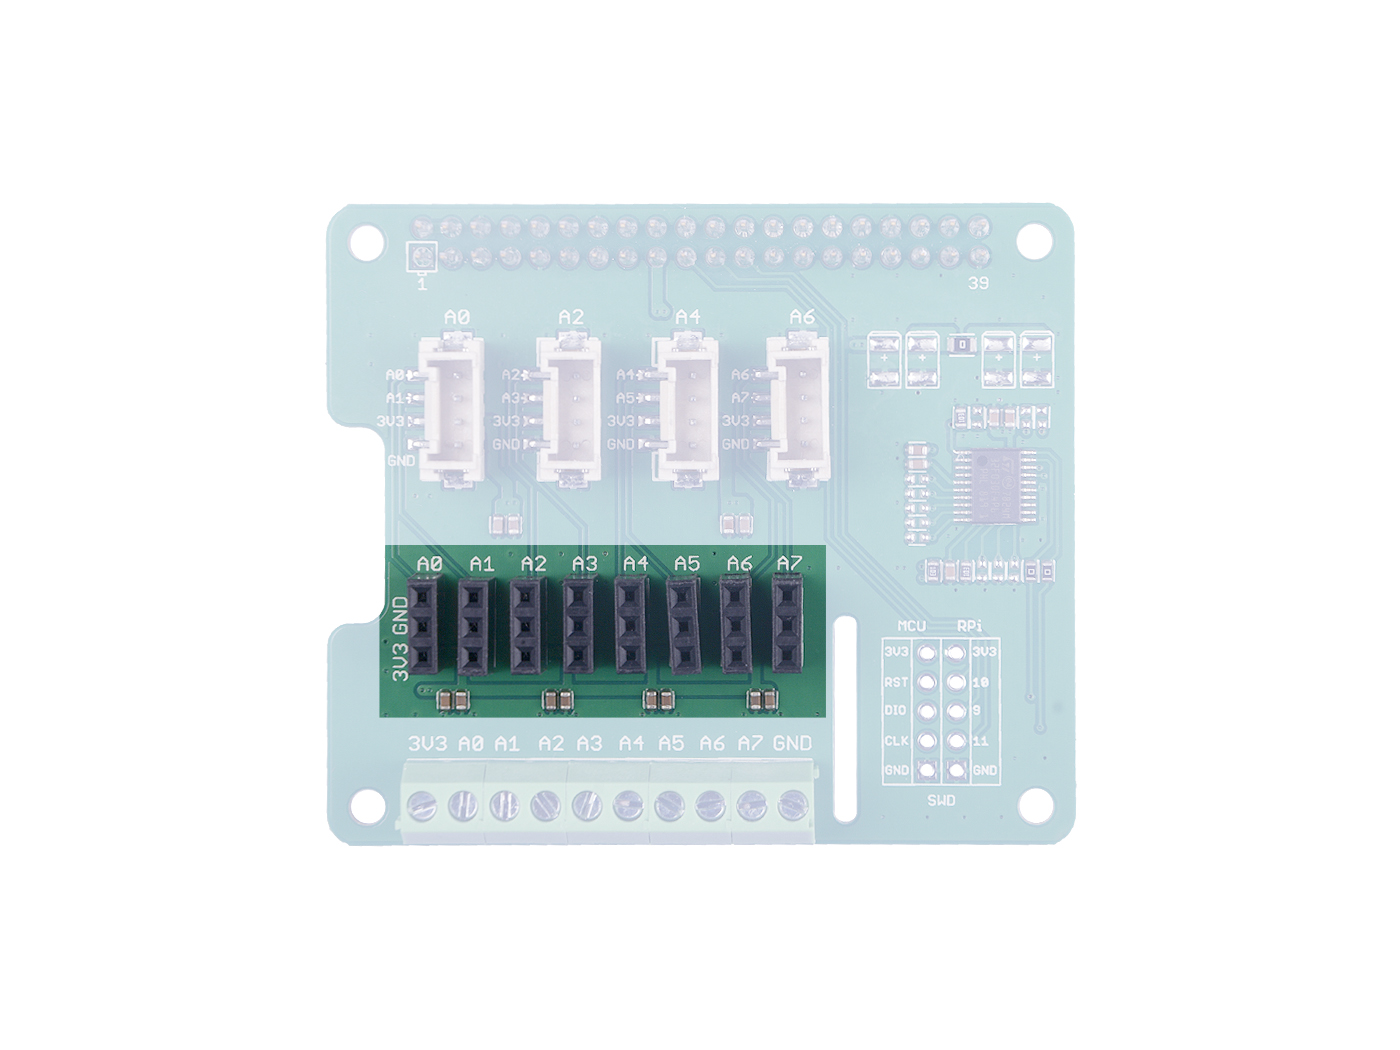 1
39
A0 A2 A4 A6
A0 A2 A4 A6
A1 A3 A5 A7
3V3 3V3 3V3 3V3
GND GND GND GND
A0 A1 A2 A3 A4 A5 A6 A7
3V3 GND
MCU RPi
3V3 3V3
RST 10
DIO 9
CLK 11
GND GND
SWD
3V3 A0 A1 A2 A3 A4 A5 A6 A7 GND